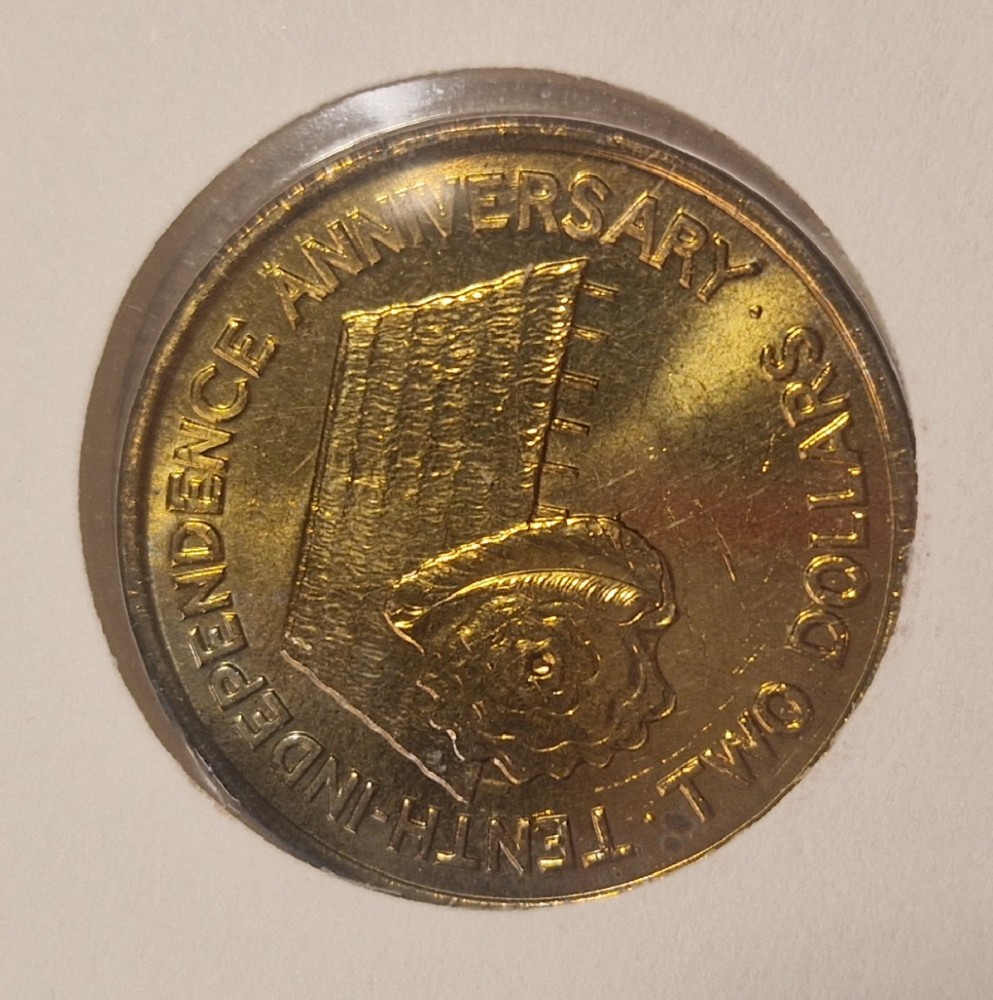 TENTH-INDEPENDENCE ANNIVERSARY ·
TWO DOLLARS ·